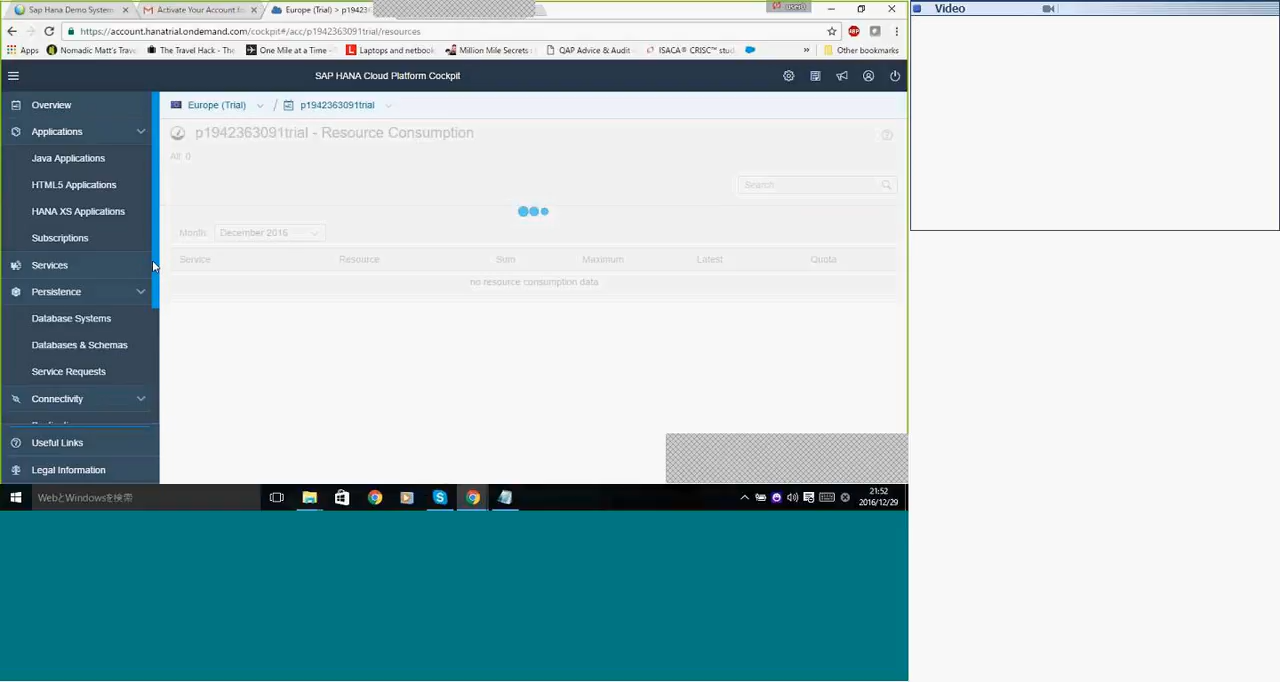 Sap Hana Demo System
Activate Your Account fo
Europe (Trial) > p19423
user0
https://account.hanatrial.ondemand.com/cockpit#/acc/p1942363091trial/resources
Apps
Nomadic Matt's Trave
The Travel Hack - The
One Mile at a Time -
Laptops and netbook
Million Mile Secrets
QAP Advice & Audit
ISACA® CRISC™ stud
»
Other bookmarks
SAP HANA Cloud Platform Cockpit
Overview
Applications
Java Applications
HTML5 Applications
HANA XS Applications
Subscriptions
Services
Persistence
Database Systems
Databases & Schemas
Service Requests
Connectivity
Useful Links
Legal Information
Europe (Trial) / p1942363091trial
p1942363091trial - Resource Consumption
All: 0
Search
Month: December 2016
Service Resource Sum Maximum Latest Quota
no resource consumption data
WebとWindowsを検索
21:52
2016/12/29
Video